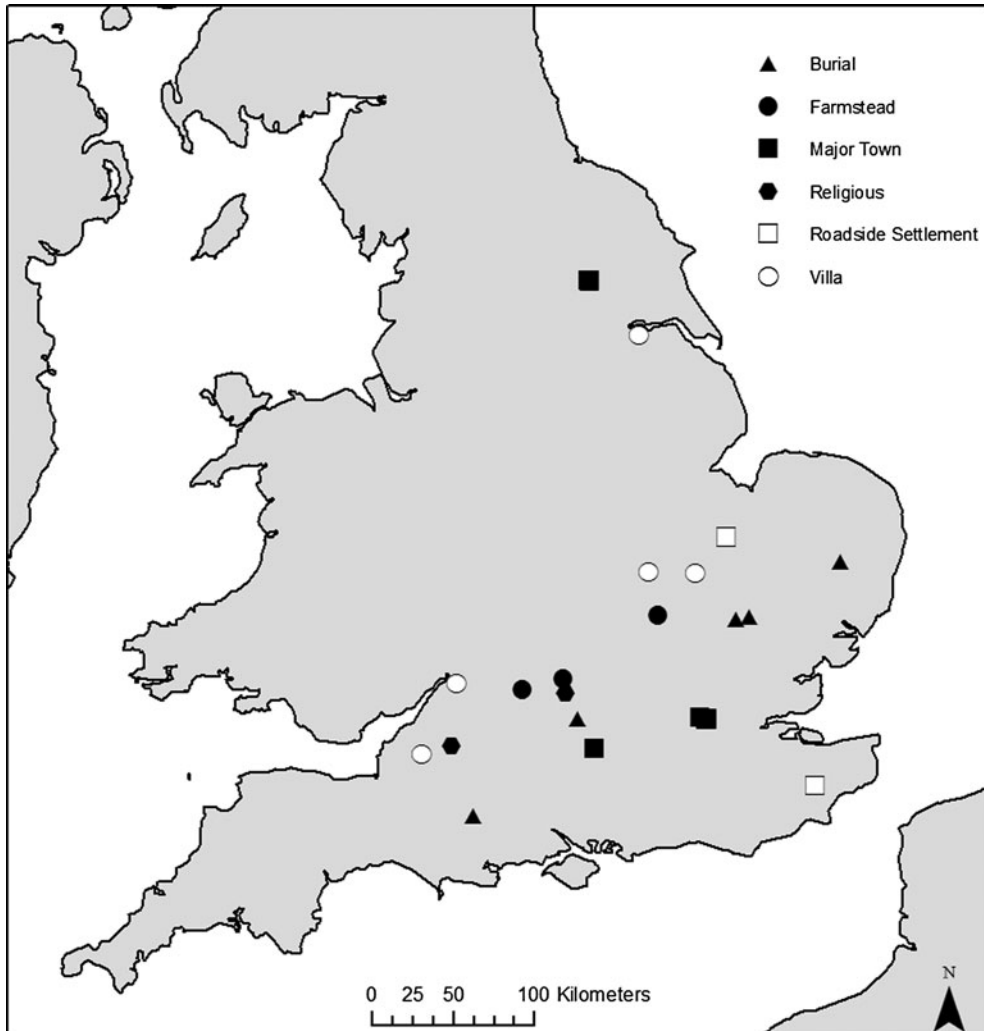 Burial
Farmstead
Major Town
Religious
Roadside Settlement
Villa
0 25 50 100 Kilometers
N